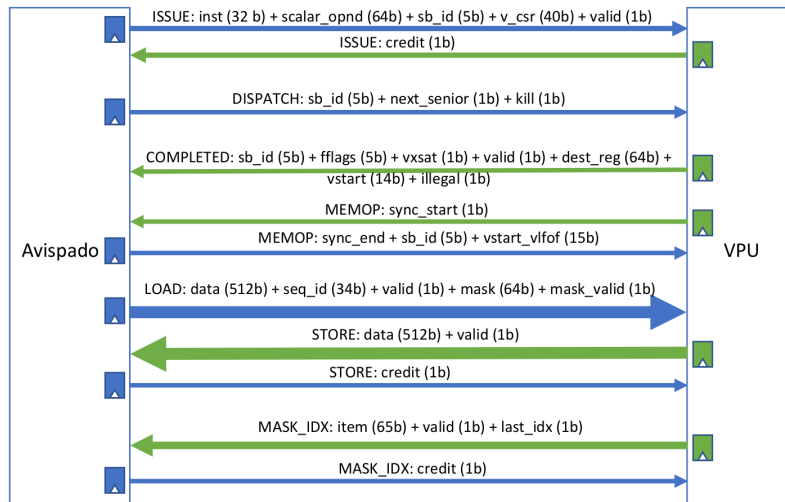 ISSUE: inst (32 b) + scalar_opnd (64b) + sb_id (5b) + v_csr (40b) + valid (1b)
ISSUE: credit (1b)
DISPATCH: sb_id (5b) + next_senior (1b) + kill (1b)
COMPLETED: sb_id (5b) + fflags (5b) + vxsat (1b) + valid (1b) + dest_reg (64b) +
vstart (14b) + illegal (1b)
MEMOP: sync_start (1b)
Avispado
MEMOP: sync_end + sb_id (5b) + vstart_vlfof (15b)
VPU
LOAD: data (512b) + seq_id (34b) + valid (1b) + mask (64b) + mask_valid (1b)
STORE: data (512b) + valid (1b)
STORE: credit (1b)
MASK_IDX: item (65b) + valid (1b) + last_idx (1b)
MASK_IDX: credit (1b)